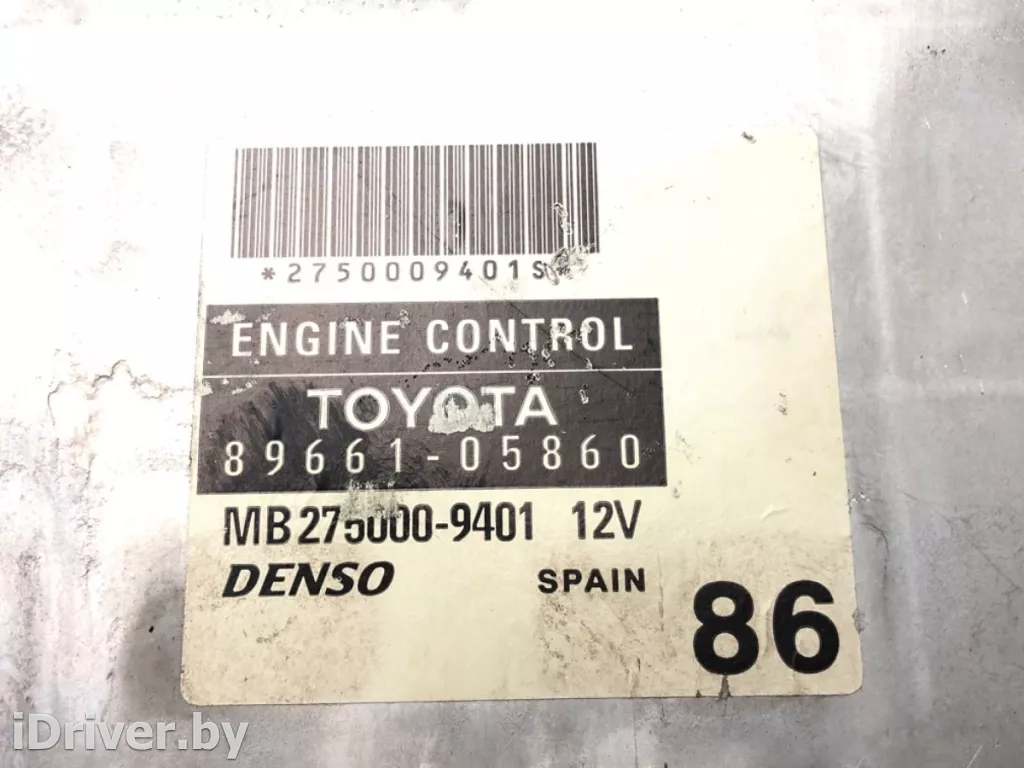 *2750009401S
ENGINE CONTROL
TOYOTA
89661-05860
MB275000-9401 12V
DENSO SPAIN 86
iDriver.by